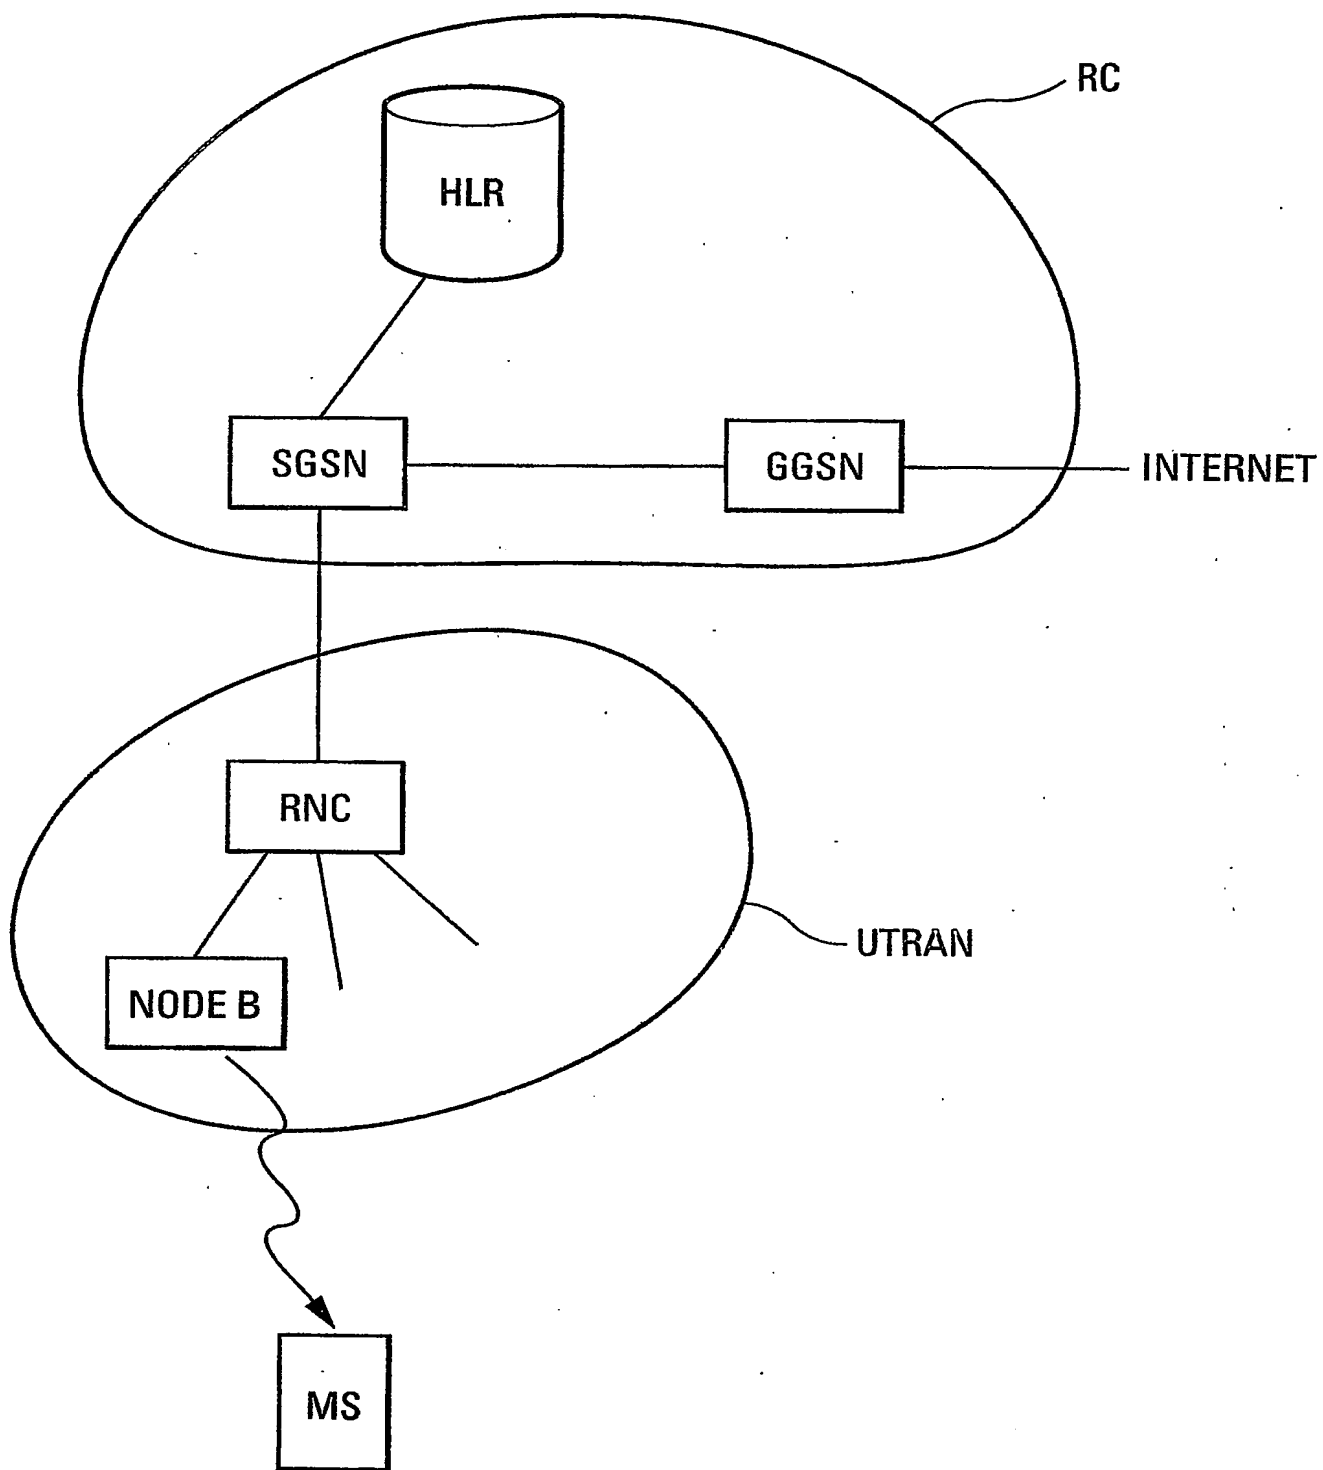 RC
HLR
SGSN
GGSN
INTERNET
RNC
UTRAN
NODE B
MS